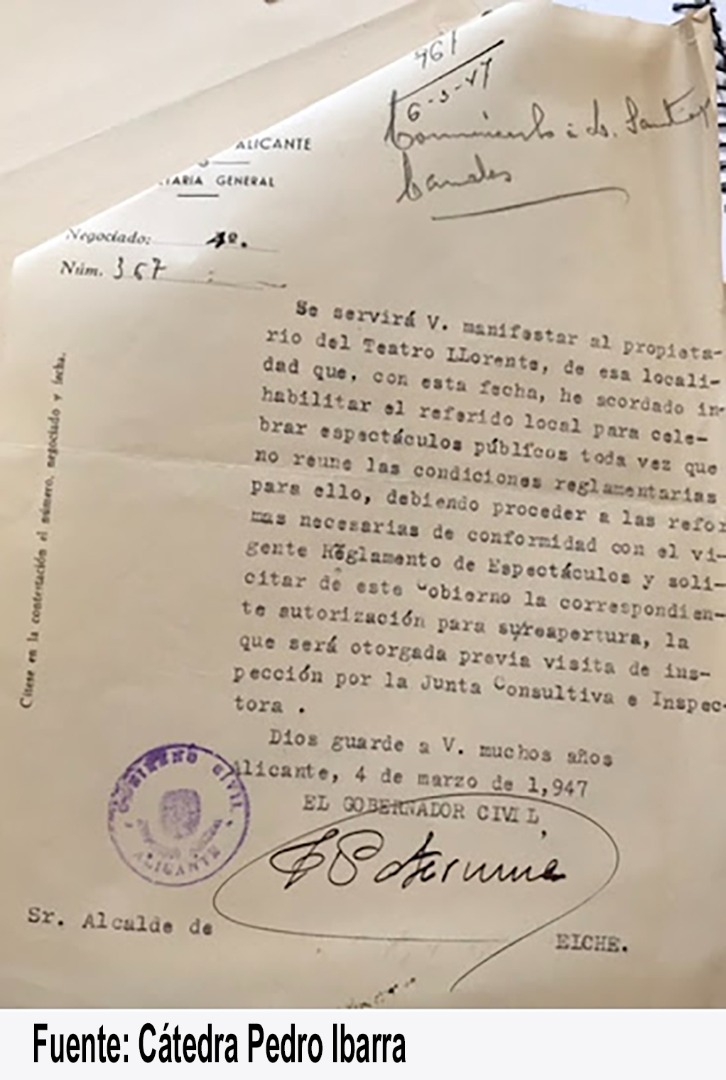 961
6-3-47
ALICANTE
TARIA GENERAL
Negociado: 4º.
Núm. 367
Cítese en la contestación el número, negociado y fecha.
Se servirá V. manifestar al propieta-
rio del Teatro LLorente, de esa locali-
dad que, con esta fecha, he acordado in-
habilitar el referido local para cele-
brar espectáculos públicos toda vez que
no reune las condiciones reglamentarias
para ello, debiendo proceder a las refor
mas necesarias de conformidad con el vi-
gente Reglamento de Espectáculos y soli-
citar de este Gobierno la correspondien-
te autorización para su reapertura, la
que será otorgada previa visita de ins-
pección por la Junta Consultiva e Inspec-
tora .
Dios guarde a V. muchos años
Alicante, 4 de marzo de 1,947
EL GOBERNADOR CIVIL,
GOBIERNO CIVIL
ALICANTE
Sr. Alcalde de
ELCHE.
Fuente: Cátedra Pedro Ibarra